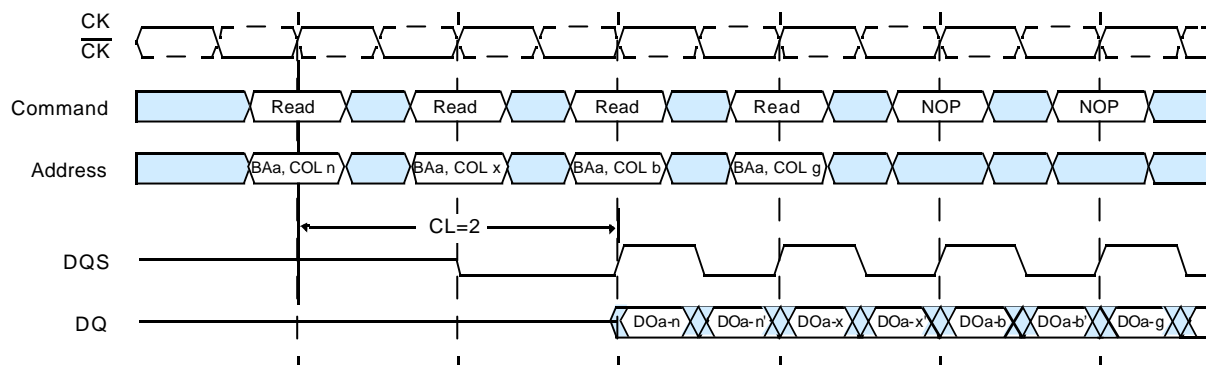 CK
CK
Command Read Read Read Read NOP NOP
Address BAa, COL n BAa, COL x BAa, COL b BAa, COL g
CL=2
DQS
DQ DOa-n DOa-n' DOa-x DOa-x' DOa-b DOa-b' DOa-g